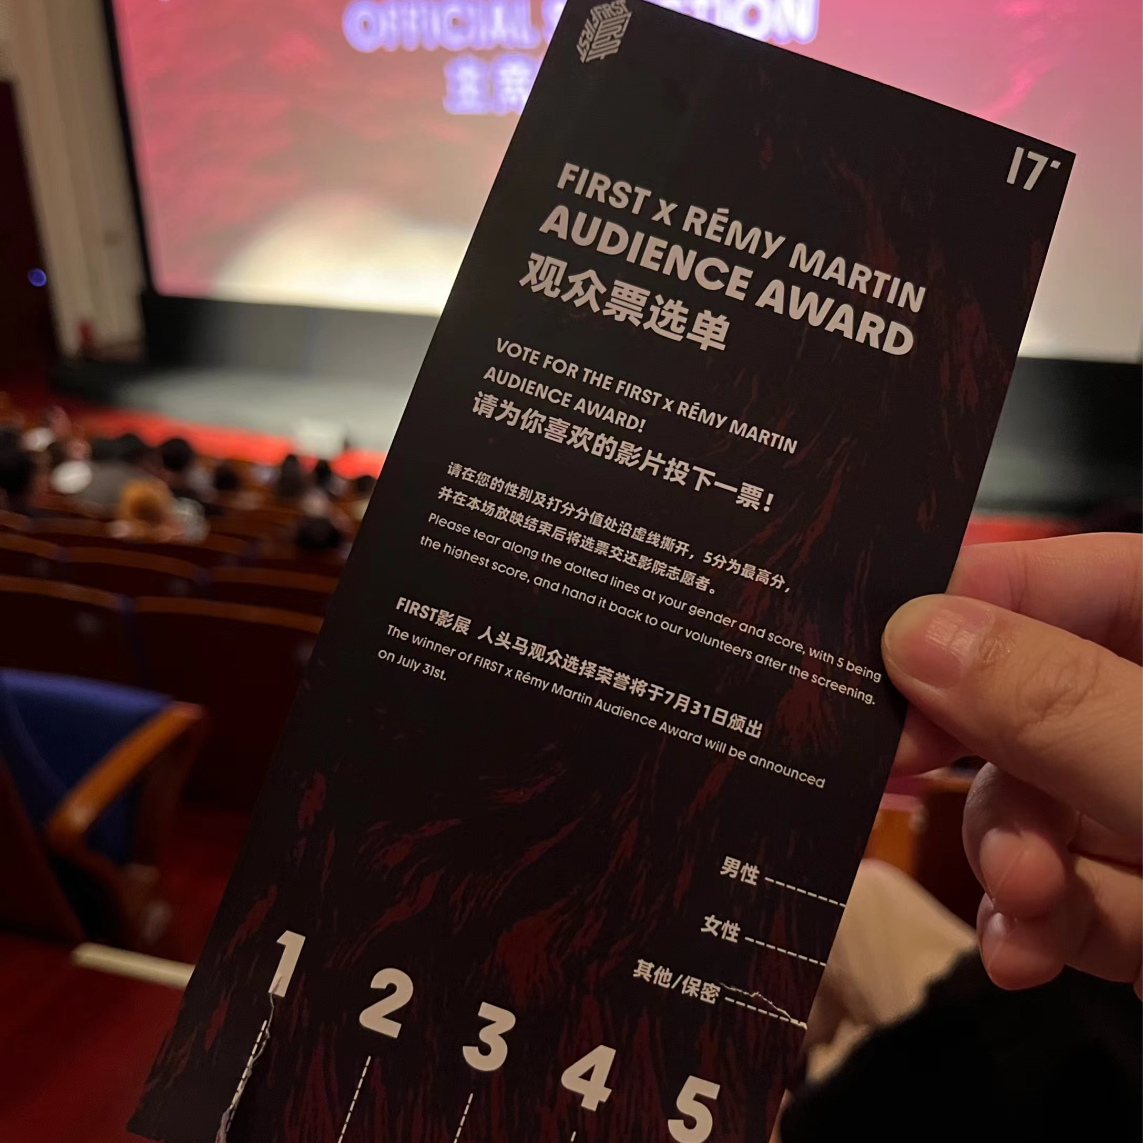 OFFICIAL
主席
FIRST
17th
FIRST x RÉMY MARTIN
AUDIENCE AWARD
观众票选单
VOTE FOR THE FIRST x RÉMY MARTIN
AUDIENCE AWARD!
请为你喜欢的影片投下一票!
请在您的性别及打分分值处沿虚线撕开，5分为最高分，
并在本场放映结束后将选票交还影院志愿者。
Please tear along the dotted lines at your gender and score, with 5 being
the highest score, and hand it back to our volunteers after the screening.
FIRST影展 人头马观众选择荣誉将于7月31日颁出
The winner of FIRST x Rémy Martin Audience Award will be announced
on July 31st.
男性
女性
其他/保密
1 2 3 4 5